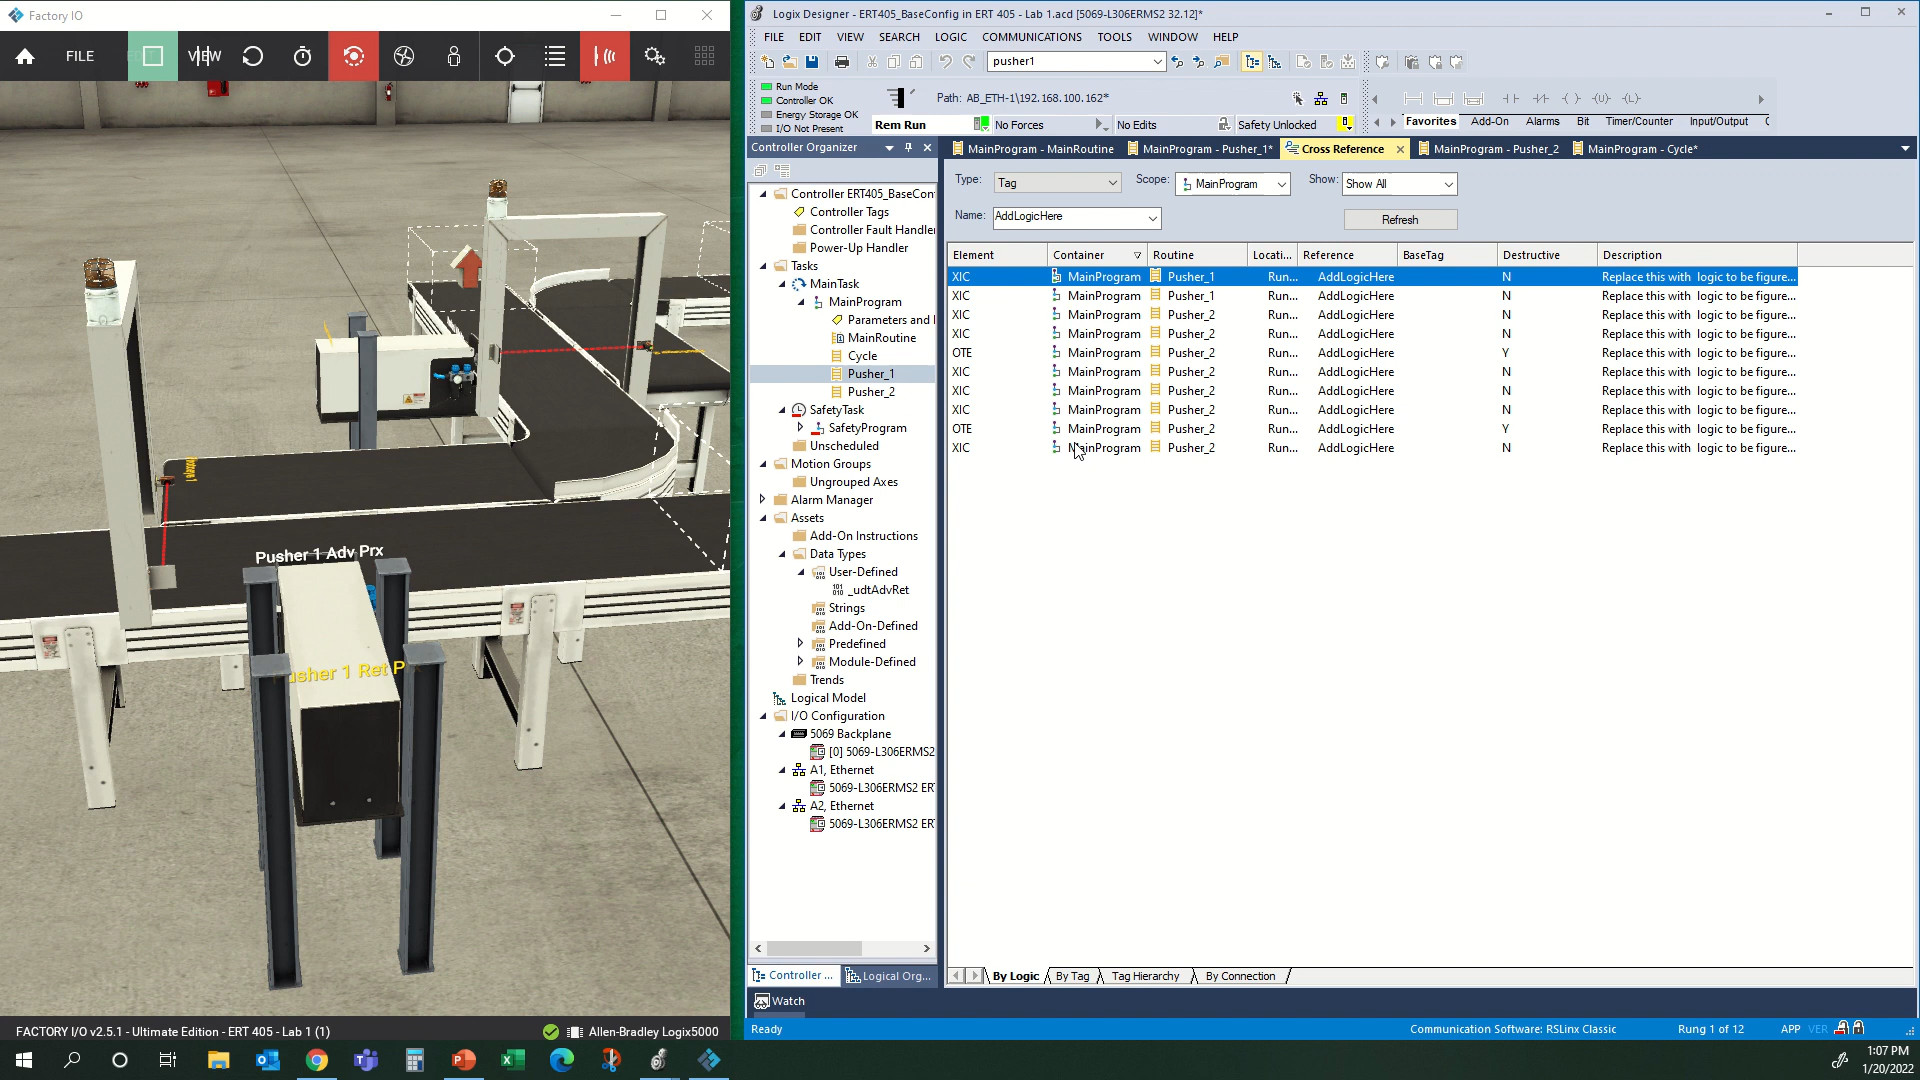 Factory IO
FILE
VIEW
Pusher 1 Adv Prx
FACTORY I/O v2.5.1 - Ultimate Edition - ERT 405 - Lab 1 (1)
Allen-Bradley Logix5000
Logix Designer - ERT405_BaseConfig in ERT 405 - Lab 1.acd [5069-L306ERMS2 32.12]*
FILE EDIT VIEW SEARCH LOGIC COMMUNICATIONS TOOLS WINDOW HELP
pusher1
Run Mode
Controller OK
Energy Storage OK
I/O Not Present
Path: AB_ETH-1\192.168.100.162*
Rem Run No Forces No Edits Safety Unlocked
Favorites Add-On Alarms Bit Timer/Counter Input/Output
Controller Organizer
MainProgram - MainRoutine MainProgram - Pusher_1* Cross Reference MainProgram - Pusher_2 MainProgram - Cycle*
Controller ERT405_BaseConf
Controller Tags
Controller Fault Handler
Power-Up Handler
Tasks
MainTask
MainProgram
Parameters and
MainRoutine
Cycle
Pusher_1
Pusher_2
SafetyTask
SafetyProgram
Unscheduled
Motion Groups
Ungrouped Axes
Alarm Manager
Assets
Add-On Instructions
Data Types
User-Defined
_udtAdvRet
Strings
Add-On-Defined
Predefined
Module-Defined
Trends
Logical Model
I/O Configuration
5069 Backplane
[0] 5069-L306ERMS2
A1, Ethernet
5069-L306ERMS2 ER
A2, Ethernet
5069-L306ERMS2 ER
Controller ... Logical Org...
Type: Tag Scope: MainProgram Show: Show All
Name: AddLogicHere Refresh
Element Container Routine Locati... Reference BaseTag Destructive Description
XIC MainProgram Pusher_1 Run... AddLogicHere N Replace this with logic to be figure...
XIC MainProgram Pusher_1 Run... AddLogicHere N Replace this with logic to be figure...
XIC MainProgram Pusher_2 Run... AddLogicHere N Replace this with logic to be figure...
XIC MainProgram Pusher_2 Run... AddLogicHere N Replace this with logic to be figure...
OTE MainProgram Pusher_2 Run... AddLogicHere Y Replace this with logic to be figure...
XIC MainProgram Pusher_2 Run... AddLogicHere N Replace this with logic to be figure...
XIC MainProgram Pusher_2 Run... AddLogicHere N Replace this with logic to be figure...
XIC MainProgram Pusher_2 Run... AddLogicHere N Replace this with logic to be figure...
OTE MainProgram Pusher_2 Run... AddLogicHere Y Replace this with logic to be figure...
XIC MainProgram Pusher_2 Run... AddLogicHere N Replace this with logic to be figure...
By Logic By Tag Tag Hierarchy By Connection
Watch
Ready Communication Software: RSLinx Classic Rung 1 of 12 APP VER
1:07 PM
1/20/2022